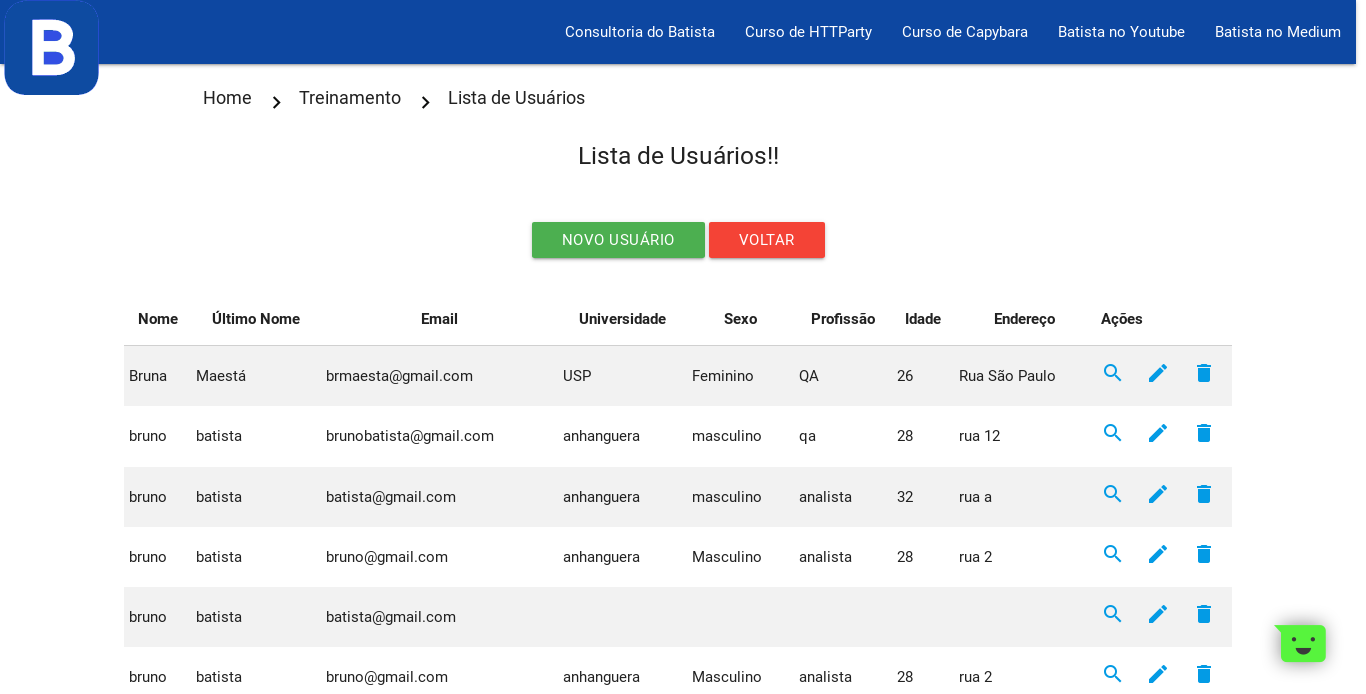 B
Consultoria do Batista Curso de HTTParty Curso de Capybara Batista no Youtube Batista no Medium
Home Treinamento Lista de Usuários
Lista de Usuários!!
NOVO USUÁRIO VOLTAR
Nome Último Nome Email Universidade Sexo Profissão Idade Endereço Ações
Bruna Maestá brmaesta@gmail.com USP Feminino QA 26 Rua São Paulo
bruno batista brunobatista@gmail.com anhanguera masculino qa 28 rua 12
bruno batista batista@gmail.com anhanguera masculino analista 32 rua a
bruno batista bruno@gmail.com anhanguera Masculino analista 28 rua 2
bruno batista batista@gmail.com
bruno batista bruno@gmail.com anhanguera Masculino analista 28 rua 2